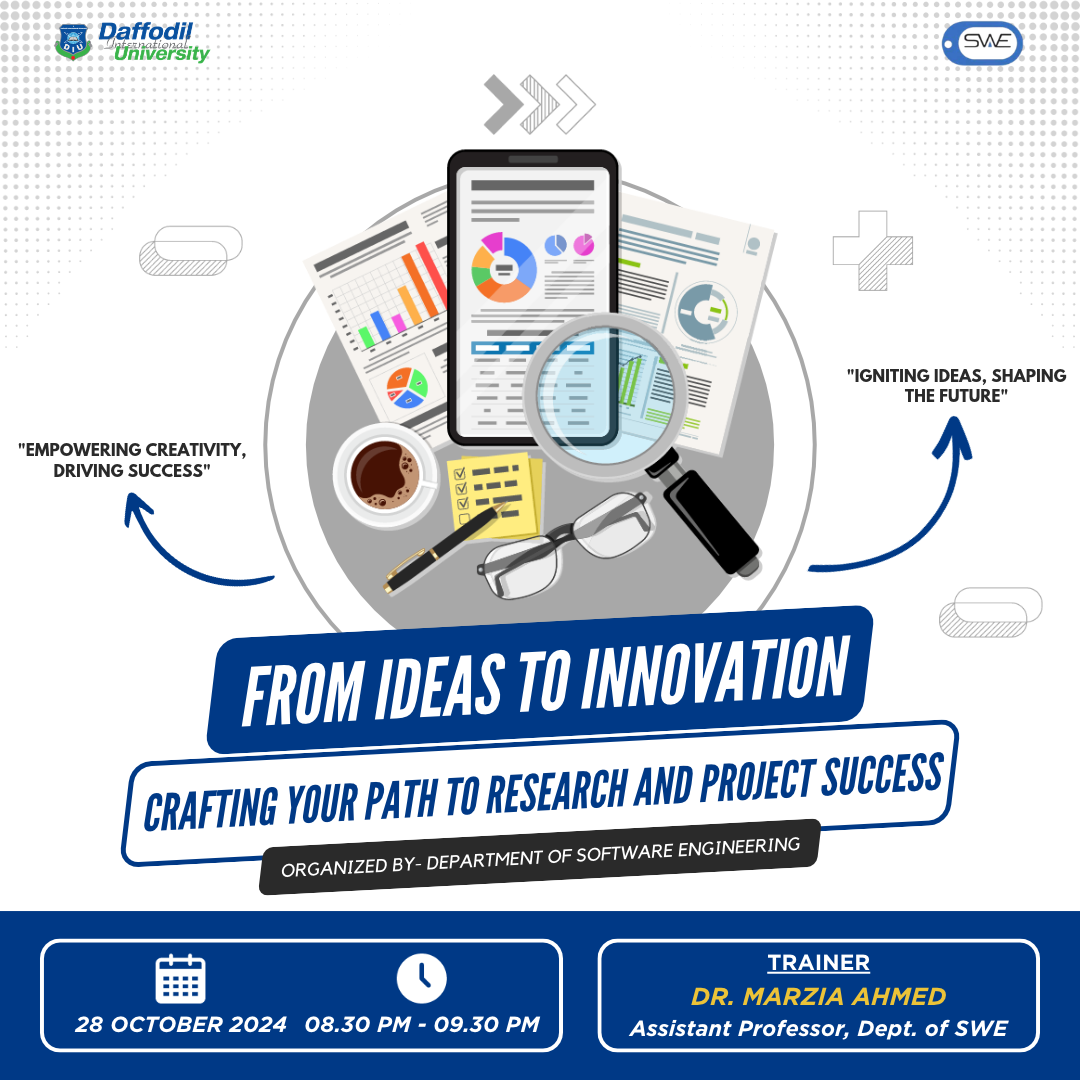 Daffodil
International
University
DIU
SWE
"IGNITING IDEAS, SHAPING
THE FUTURE"
"EMPOWERING CREATIVITY,
DRIVING SUCCESS"
FROM IDEAS TO INNOVATION
CRAFTING YOUR PATH TO RESEARCH AND PROJECT SUCCESS
ORGANIZED BY- DEPARTMENT OF SOFTWARE ENGINEERING
28 OCTOBER 2024
08.30 PM - 09.30 PM
TRAINER
DR. MARZIA AHMED
Assistant Professor, Dept. of SWE